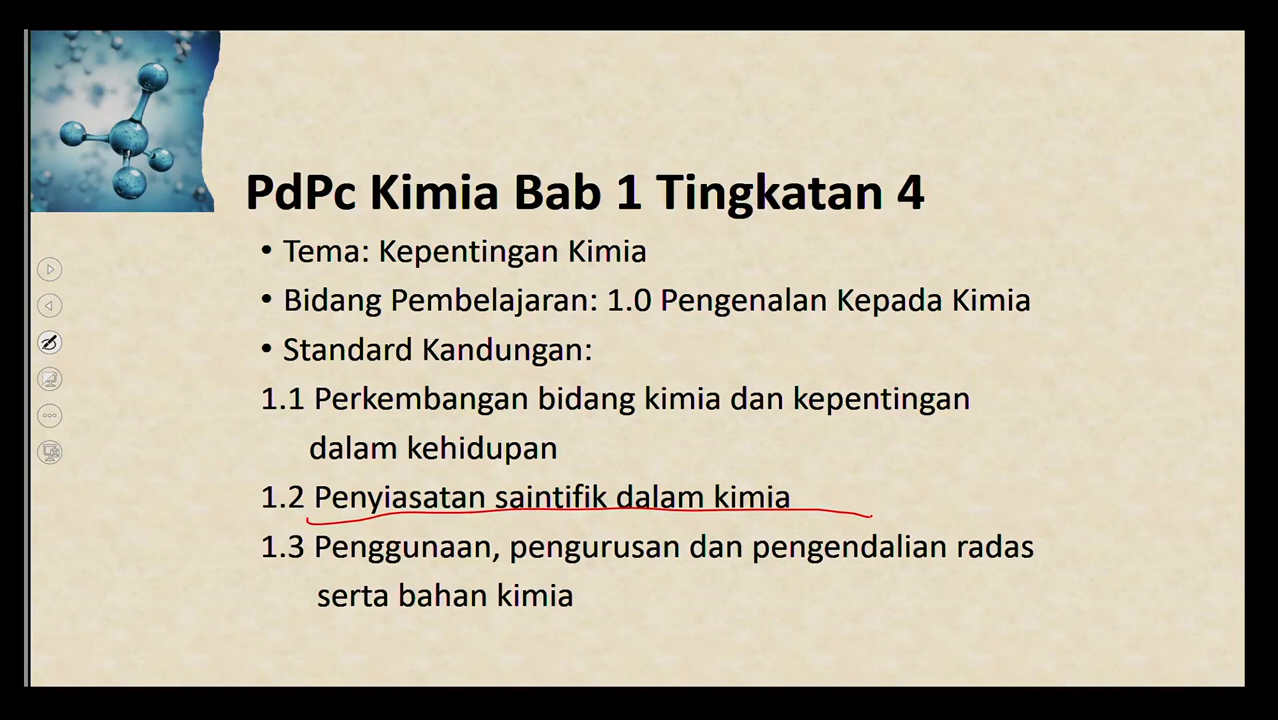 PdPc Kimia Bab 1 Tingkatan 4
• Tema: Kepentingan Kimia
• Bidang Pembelajaran: 1.0 Pengenalan Kepada Kimia
• Standard Kandungan:
1.1 Perkembangan bidang kimia dan kepentingan
dalam kehidupan
1.2 Penyiasatan saintifik dalam kimia
1.3 Penggunaan, pengurusan dan pengendalian radas
serta bahan kimia